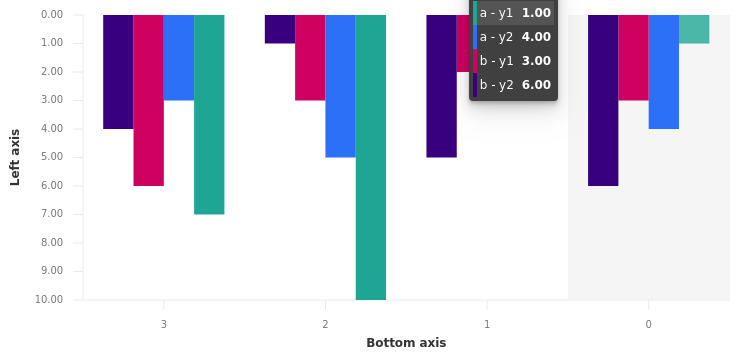 0.00
1.00
2.00
3.00
4.00
5.00
6.00
7.00
8.00
9.00
10.00
Left axis
a - y1 1.00
a - y2 4.00
b - y1 3.00
b - y2 6.00
3 2 1 0
Bottom axis